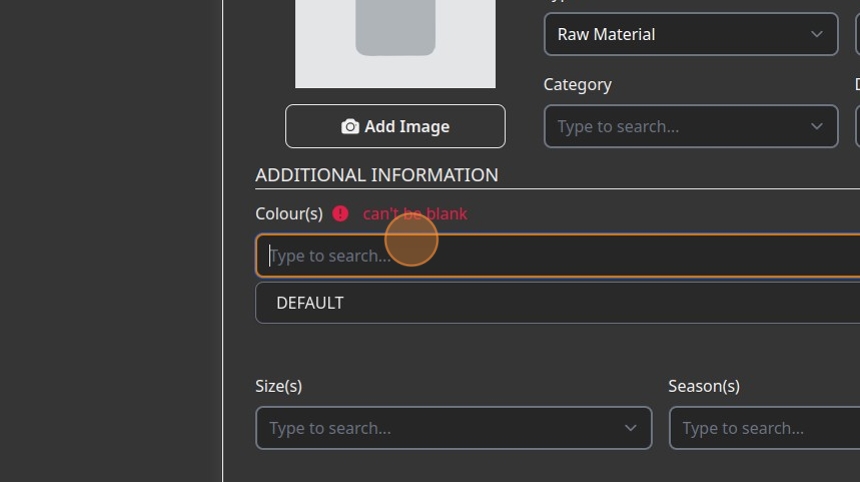 Raw Material
Category
Type to search...
Add Image
ADDITIONAL INFORMATION
Colour(s) can't be blank
Type to search...
DEFAULT
Size(s) Season(s)
Type to search... Type to search...